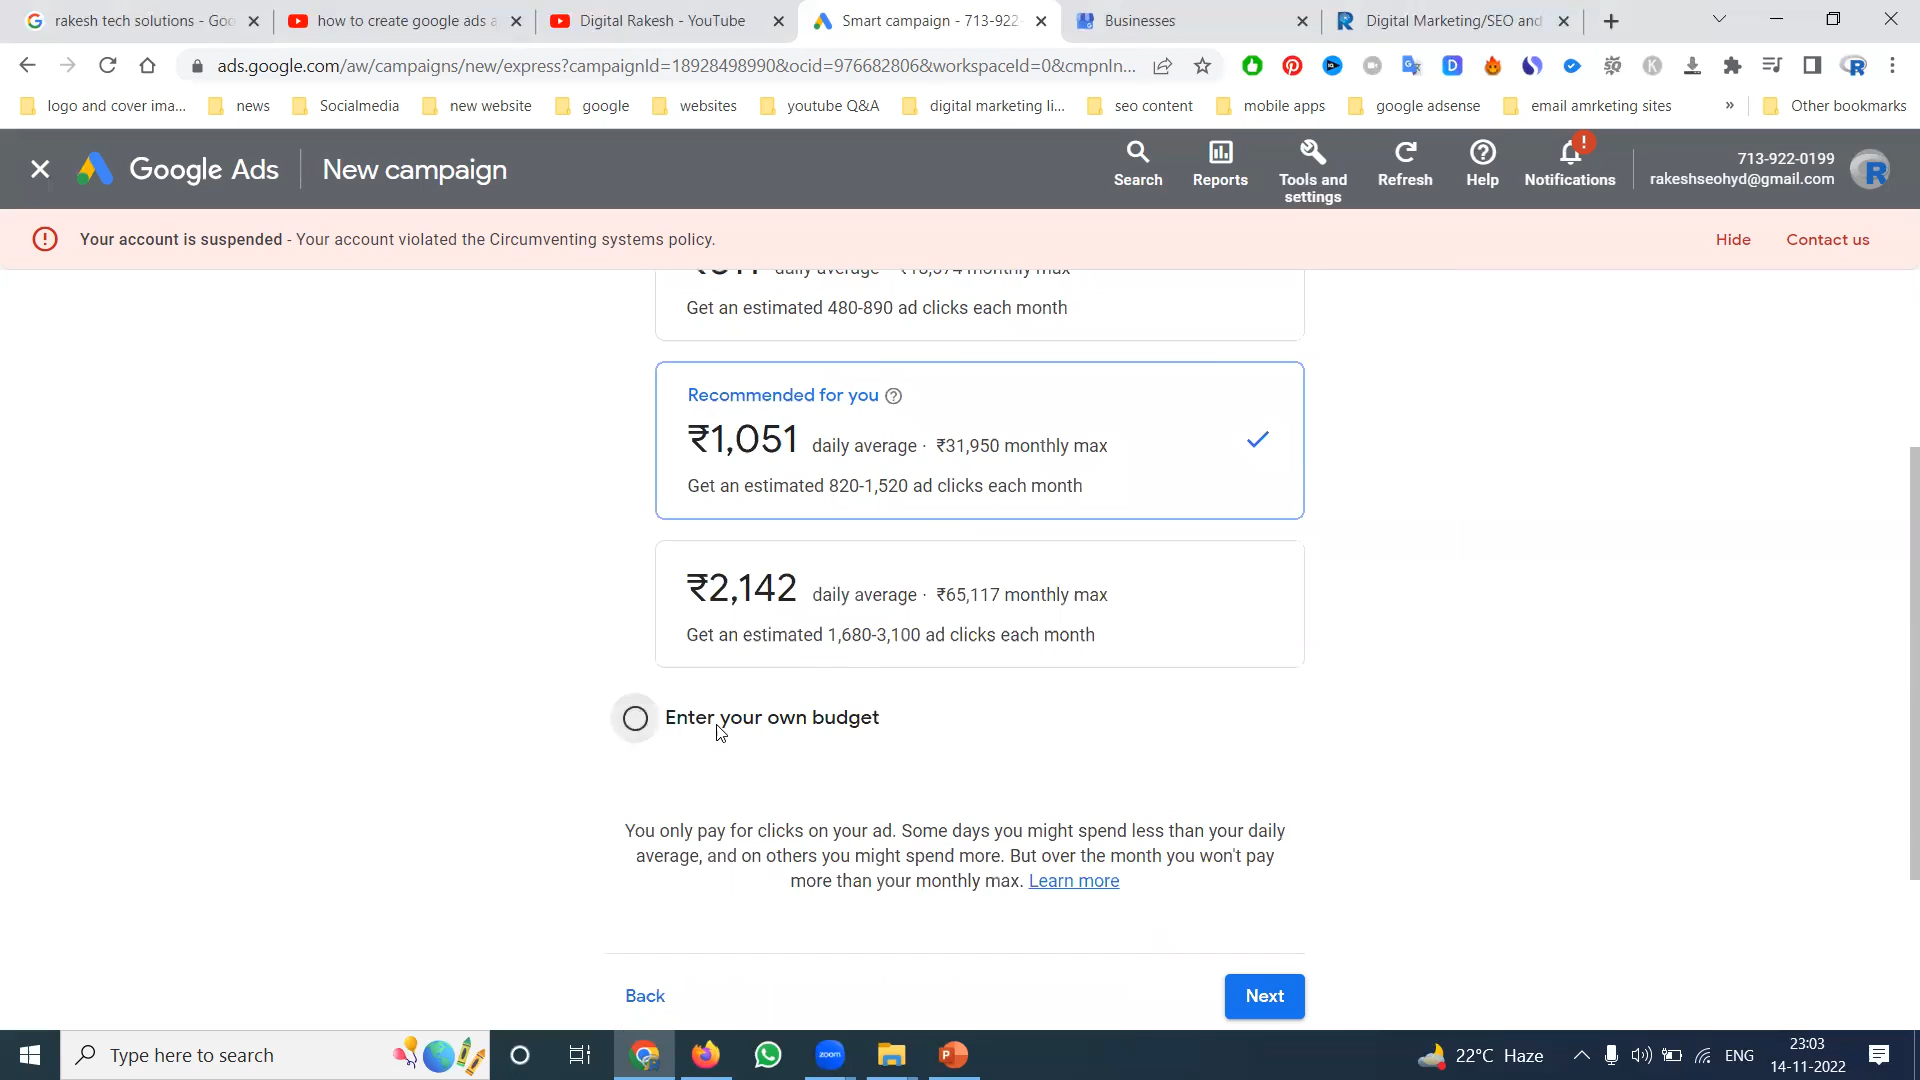 rakesh tech solutions - Goo
how to create google ads a
Digital Rakesh - YouTube
Smart campaign - 713-922-
Businesses
Digital Marketing/SEO and
ads.google.com/aw/campaigns/new/express?campaignId=18928498990&ocid=976682806&workspaceId=0&cmpnIn...
logo and cover ima...
news
Socialmedia
new website
google
websites
youtube Q&A
digital marketing li...
seo content
mobile apps
google adsense
email amrketing sites
»
Other bookmarks
Google Ads
New campaign
Search
Reports
Tools and
settings
Refresh
Help
Notifications
713-922-0199
rakeshseohyd@gmail.com
Your account is suspended - Your account violated the Circumventing systems policy.
Hide
Contact us
daily average
monthly max
Get an estimated 480-890 ad clicks each month
Recommended for you
₹1,051 daily average · ₹31,950 monthly max
Get an estimated 820-1,520 ad clicks each month
₹2,142 daily average · ₹65,117 monthly max
Get an estimated 1,680-3,100 ad clicks each month
Enter your own budget
You only pay for clicks on your ad. Some days you might spend less than your daily
average, and on others you might spend more. But over the month you won't pay
more than your monthly max. Learn more
Back
Next
Type here to search
zoom
22°C Haze
ENG
23:03
14-11-2022